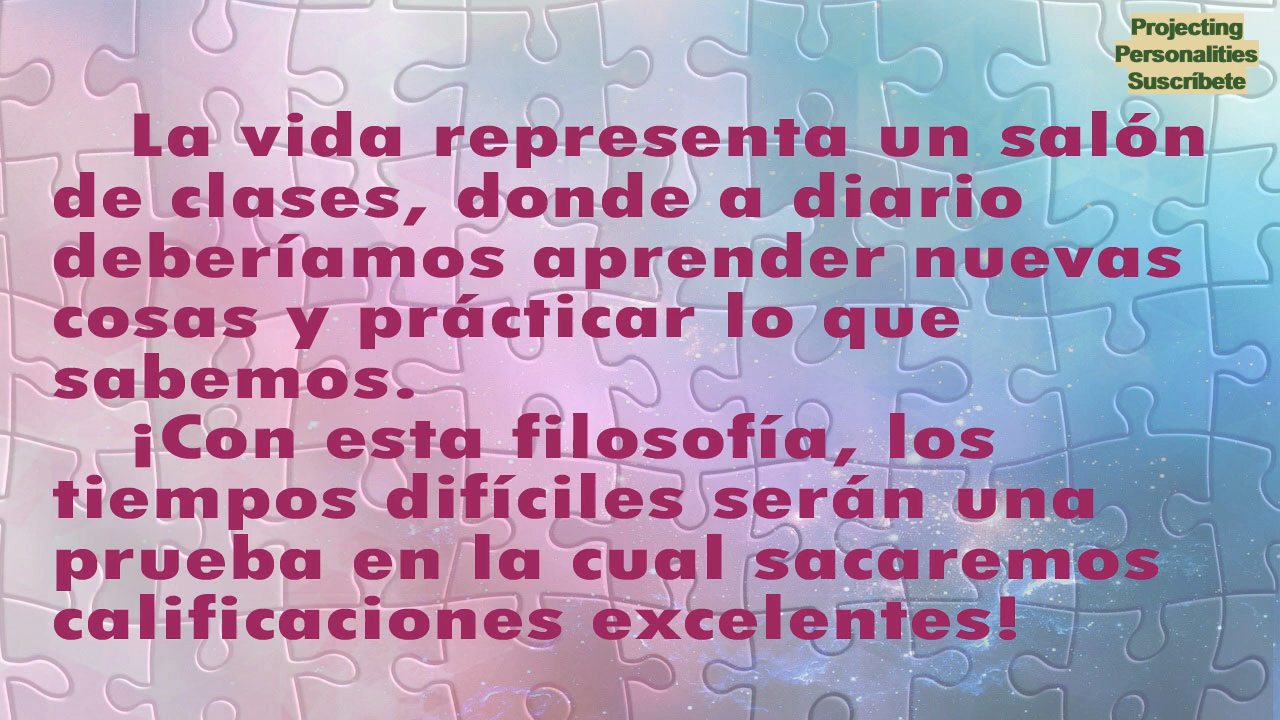 Projecting
Personalities
Suscríbete
La vida representa un salón
de clases, donde a diario
deberíamos aprender nuevas
cosas y prácticar lo que
sabemos.
¡Con esta filosofía, los
tiempos difíciles serán una
prueba en la cual sacaremos
calificaciones excelentes!